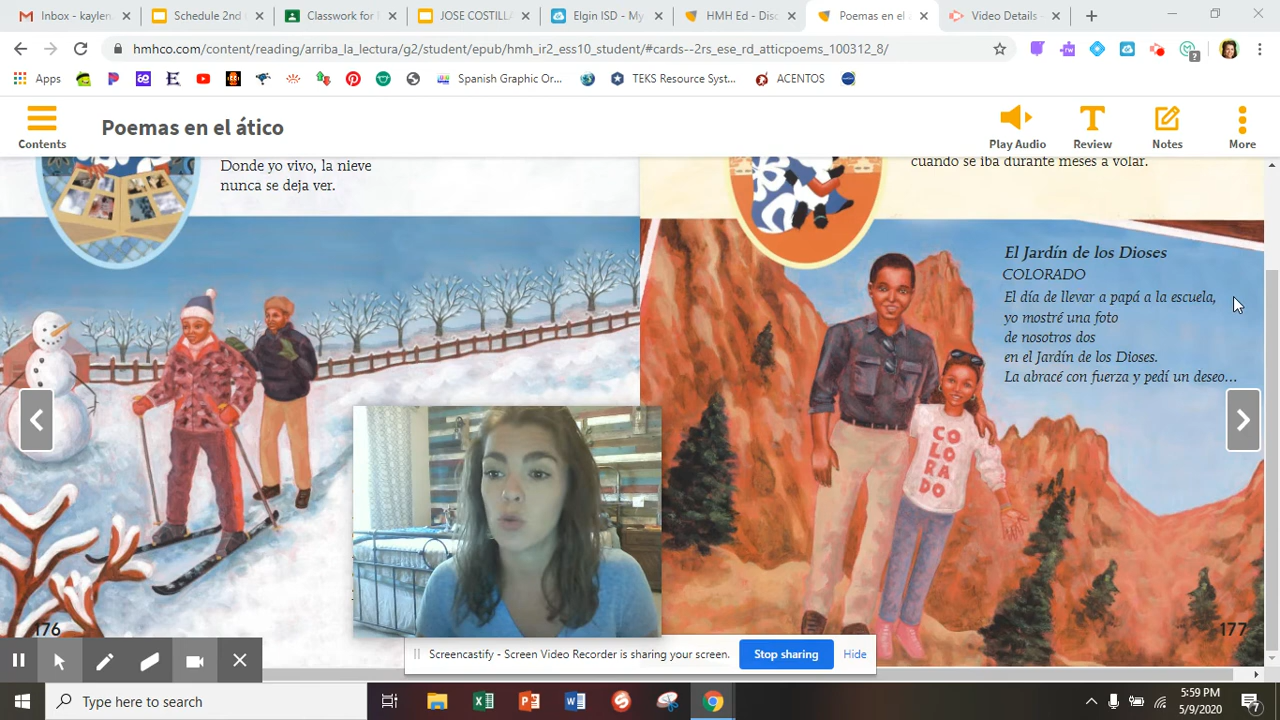 Inbox - kaylen
Schedule 2nd
Classwork for
JOSE COSTILLA
Elgin ISD - My
HMH Ed - Disc
Poemas en el
Video Details -
hmhco.com/content/reading/arriba_la_lectura/g2/student/epub/hmh_ir2_ess10_student/#cards--2rs_ese_rd_atticpoems_100312_8/
Apps
Spanish Graphic Or...
TEKS Resource Syst...
ACENTOS
Contents
Poemas en el ático
Play Audio
Review
Notes
More
Donde yo vivo, la nieve
nunca se deja ver.
cuando se iba durante meses a volar.
El Jardín de los Dioses
COLORADO
El día de llevar a papá a la escuela,
yo mostré una foto
de nosotros dos
en el Jardín de los Dioses.
La abracé con fuerza y pedí un deseo...
CO
LO
RA
DO
176
177
Screencastify - Screen Video Recorder is sharing your screen.
Stop sharing
Hide
Type here to search
5:59 PM
5/9/2020
7